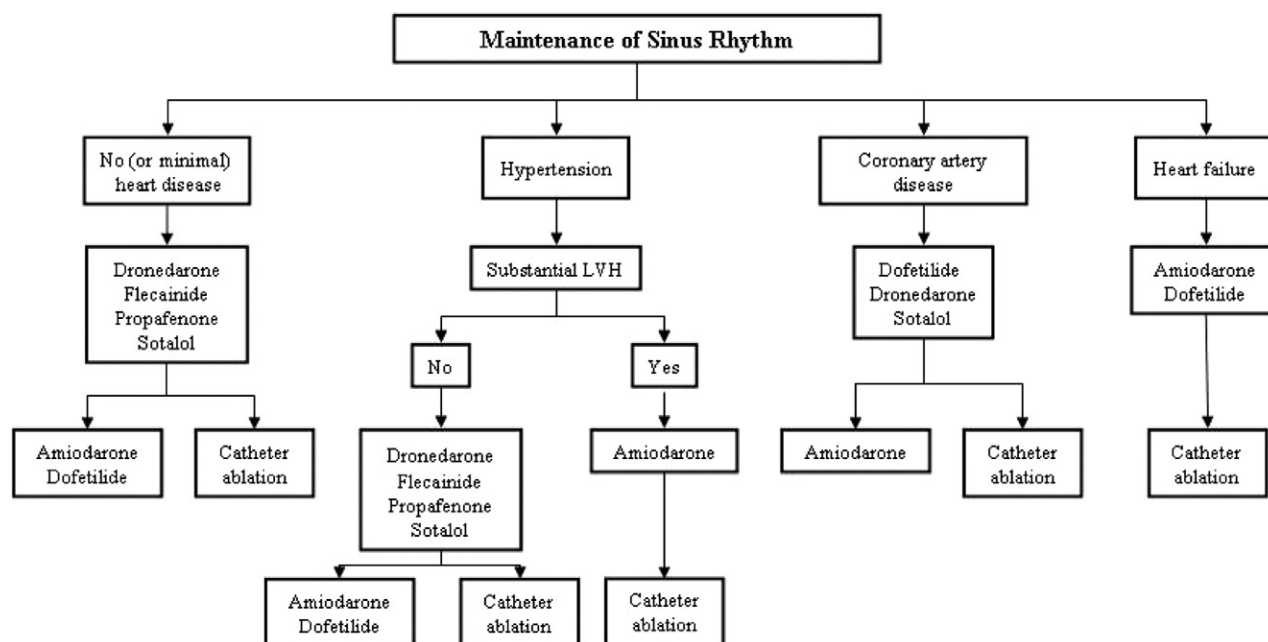 Maintenance of Sinus Rhythm
No (or minimal)
heart disease
Hypertension
Coronary artery
disease
Heart failure
Dronedarone
Flecainide
Propafenone
Sotalol
Substantial LVH
Dofetilide
Dronedarone
Sotalol
Amiodarone
Dofetilide
No
Yes
Amiodarone
Dofetilide
Catheter
ablation
Dronedarone
Flecainide
Propafenone
Sotalol
Amiodarone
Amiodarone
Catheter
ablation
Catheter
ablation
Amiodarone
Dofetilide
Catheter
ablation
Catheter
ablation